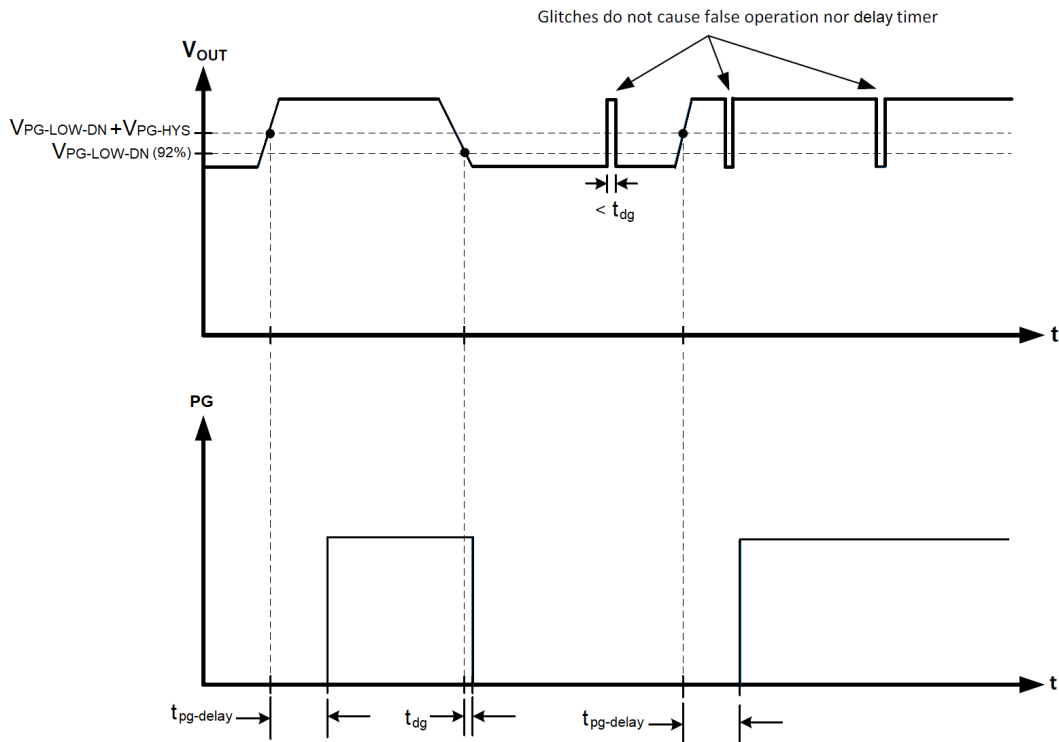 Glitches do not cause false operation nor delay timer
VOUT
VPG-LOW-DN + VPG-HYS
VPG-LOW-DN (92%)
< tdg
t
PG
t
tpg-delay
tdg
tpg-delay